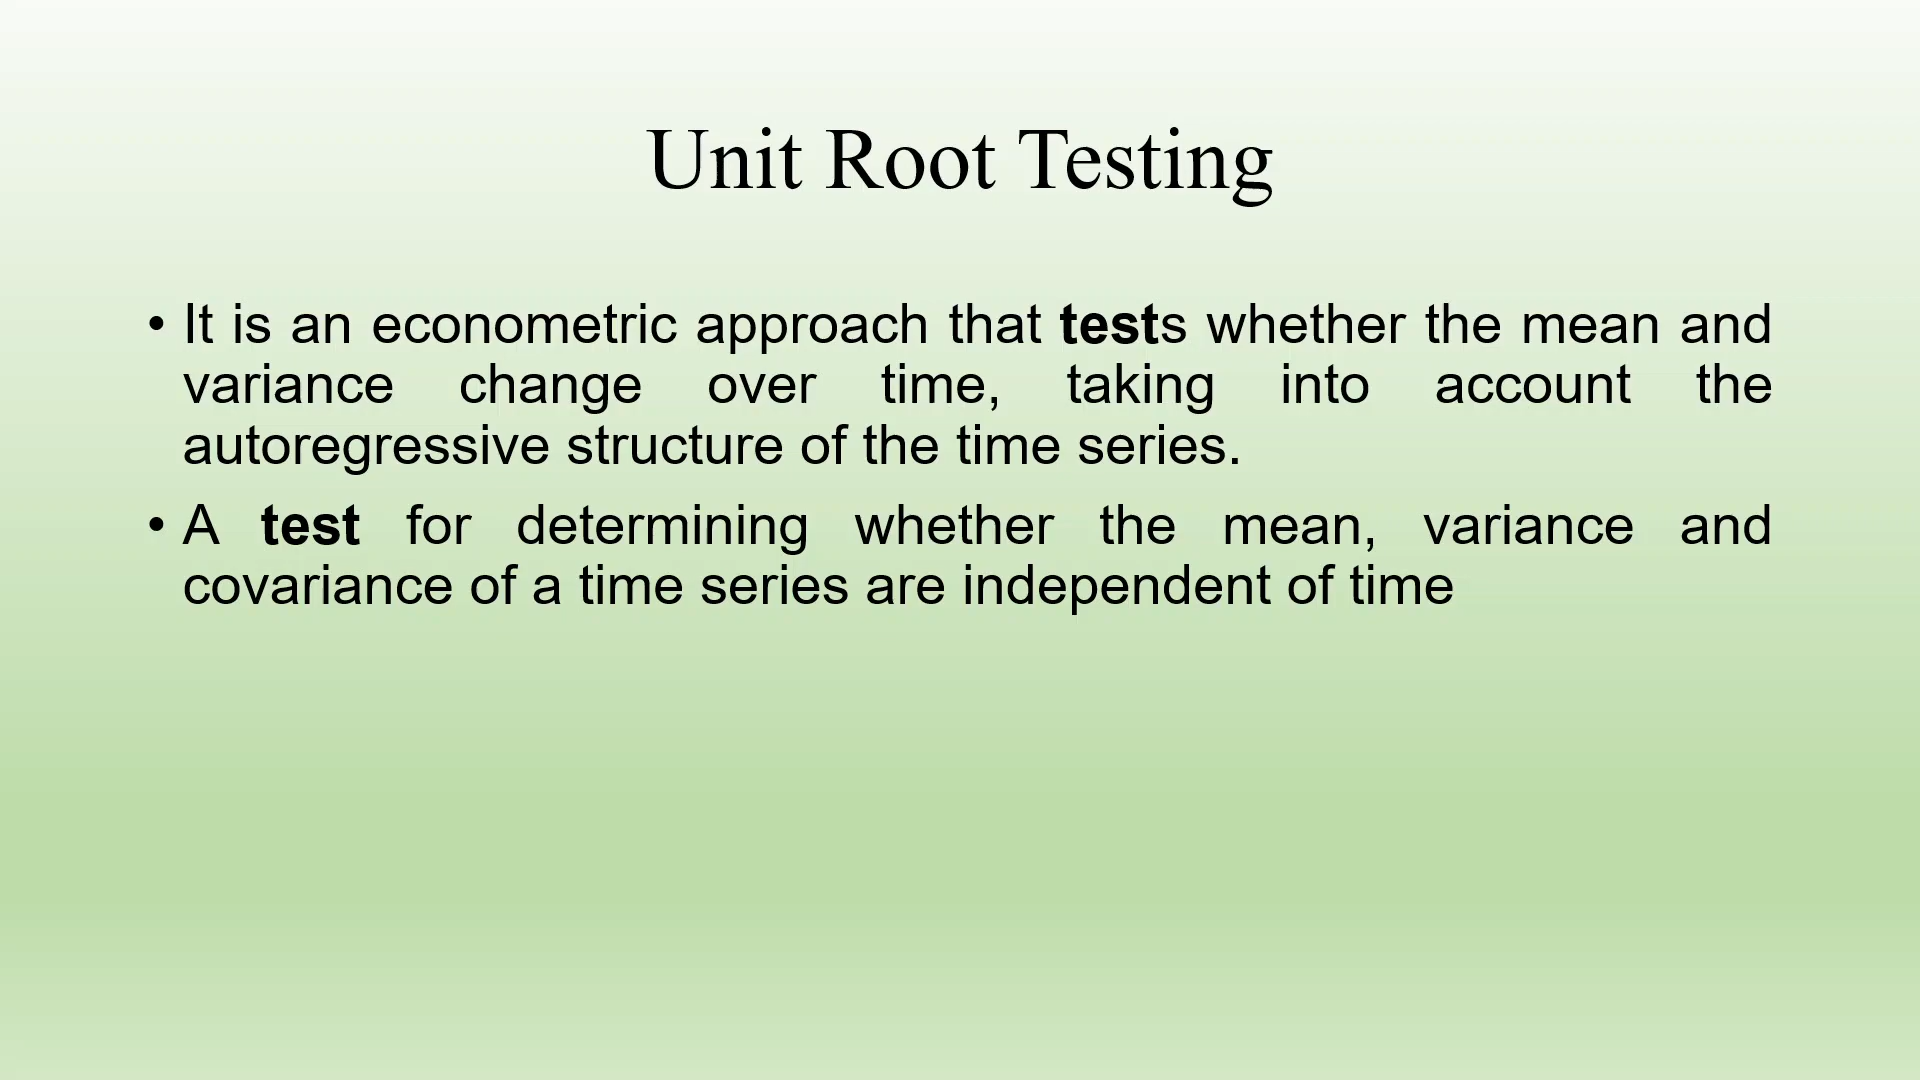 Unit Root Testing
• It is an econometric approach that tests whether the mean and
variance change over time, taking into account the
autoregressive structure of the time series.
• A test for determining whether the mean, variance and
covariance of a time series are independent of time